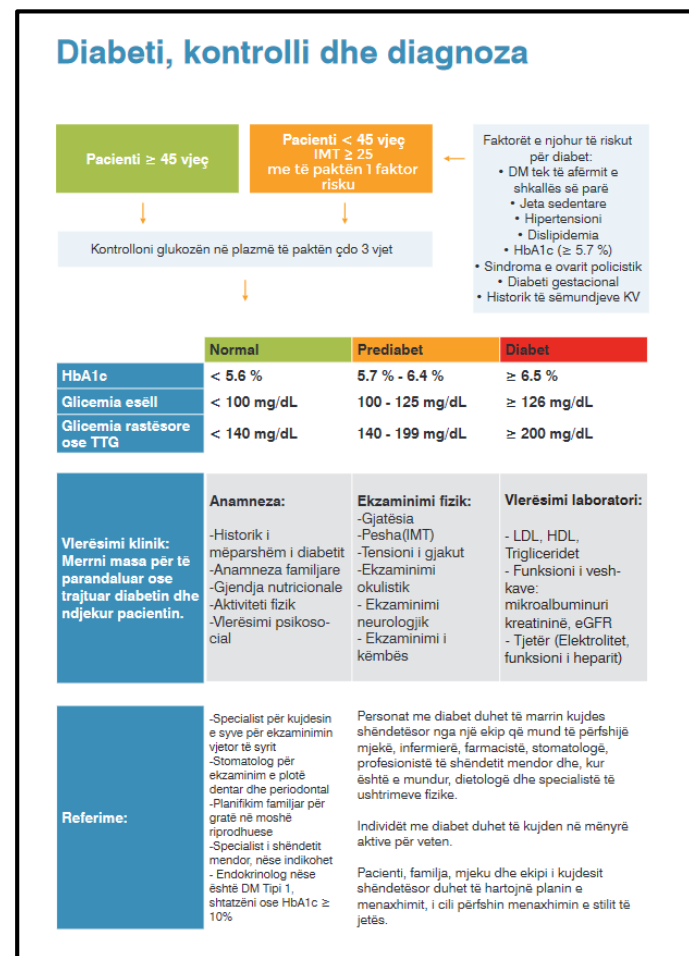 Diabeti, kontrolli dhe diagnoza
Pacienti ≥ 45 vjeç
Pacienti < 45 vjeç
IMT ≥ 25
me të paktën 1 faktor
risku
Faktorët e njohur të riskut
për diabet:
• DM tek të afërmit e
shkallës së parë
• Jeta sedentare
• Hipertensioni
• Dislipidemia
• HbA1c (≥ 5.7 %)
• Sindroma e ovarit policistik
• Diabeti gestacional
• Historik të sëmundjeve KV
Kontrolloni glukozën në plazmë të paktën çdo 3 vjet
Normal Prediabet Diabet
HbA1c < 5.6 % 5.7 % - 6.4 % ≥ 6.5 %
Glicemia esëll < 100 mg/dL 100 - 125 mg/dL ≥ 126 mg/dL
Glicemia rastësore
ose TTG < 140 mg/dL 140 - 199 mg/dL ≥ 200 mg/dL
Vlerësimi klinik:
Merrni masa për të
parandaluar ose
trajtuar diabetin dhe
ndjekur pacientin.
Anamneza:
-Historik i
mëparshëm i diabetit
-Anamneza familjare
-Gjendja nutricionale
-Aktiviteti fizik
-Vlerësimi psikoso-
cial
Ekzaminimi fizik:
-Gjatësia
-Pesha(IMT)
-Tensioni i gjakut
-Ekzaminimi
okulistik
- Ekzaminimi
neurologjik
- Ekzaminimi i
këmbës
Vlerësimi laboratori:
- LDL, HDL,
Trigliceridet
- Funksioni i vesh-
kave:
mikroalbuminuri
kreatininë, eGFR
- Tjetër (Elektrolitet,
funksioni i heparit)
Referime:
-Specialist për kujdesin
e syve për ekzaminimin
vjetor të syrit
-Stomatolog për
ekzaminim e plotë
dentar dhe periodontal
-Planifikim familjar për
gratë në moshë
riprodhuese
-Specialist i shëndetit
mendor, nëse indikohet
- Endokrinolog nëse
është DM Tipi 1,
shtatzëni ose HbA1c ≥
10%
Personat me diabet duhet të marrin kujdes
shëndetësor nga një ekip që mund të përfshijë
mjekë, infermierë, farmacistë, stomatologë,
profesionistë të shëndetit mendor dhe, kur
është e mundur, dietologë dhe specialistë të
ushtrimeve fizike.
Individët me diabet duhet të kujden në mënyrë
aktive për veten.
Pacienti, familja, mjeku dhe ekipi i kujdesit
shëndetësor duhet të hartojnë planin e
menaxhimit, i cili përfshin menaxhimin e stilit të
jetës.